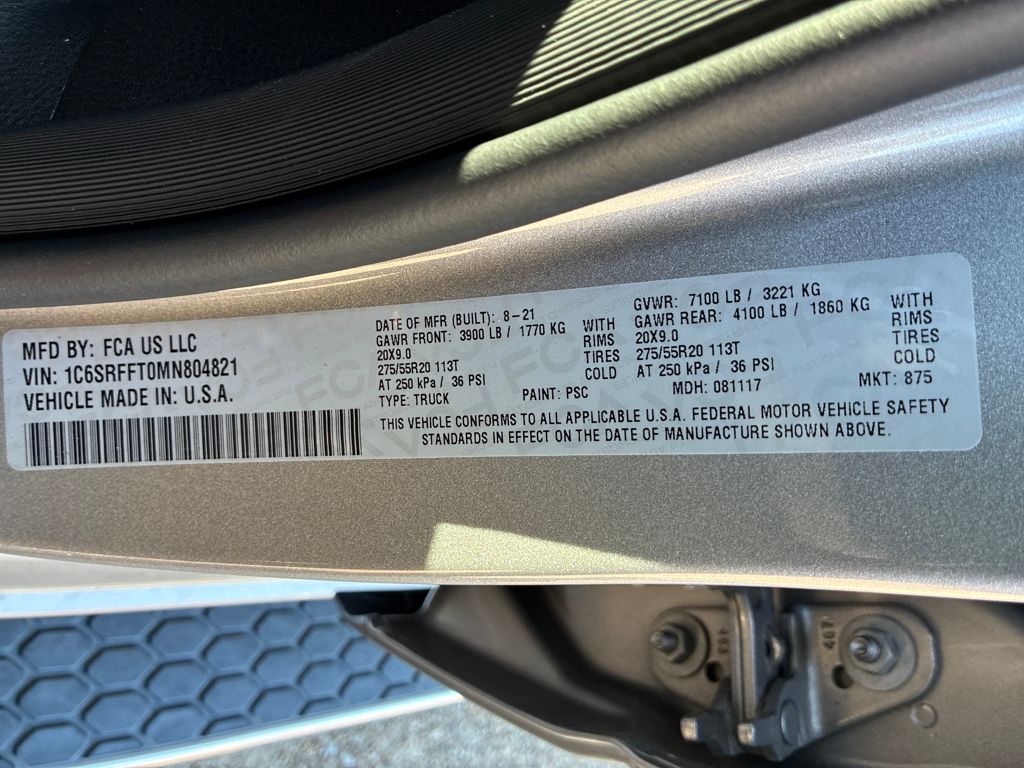 MFD BY: FCA US LLC
VIN: 1C6SRFFT0MN804821
VEHICLE MADE IN: U.S.A.
DATE OF MFR (BUILT): 8-21
GAWR FRONT: 3900 LB / 1770 KG WITH
20X9.0 RIMS
275/55R20 113T TIRES
AT 250 kPa / 36 PSI COLD
TYPE: TRUCK PAINT: PSC
GVWR: 7100 LB / 3221 KG
GAWR REAR: 4100 LB / 1860 KG WITH
20X9.0 RIMS
275/55R20 113T TIRES
AT 250 kPa / 36 PSI COLD
MDH: 081117 MKT: 875
THIS VEHICLE CONFORMS TO ALL APPLICABLE U.S.A. FEDERAL MOTOR VEHICLE SAFETY
STANDARDS IN EFFECT ON THE DATE OF MANUFACTURE SHOWN ABOVE.
493
467